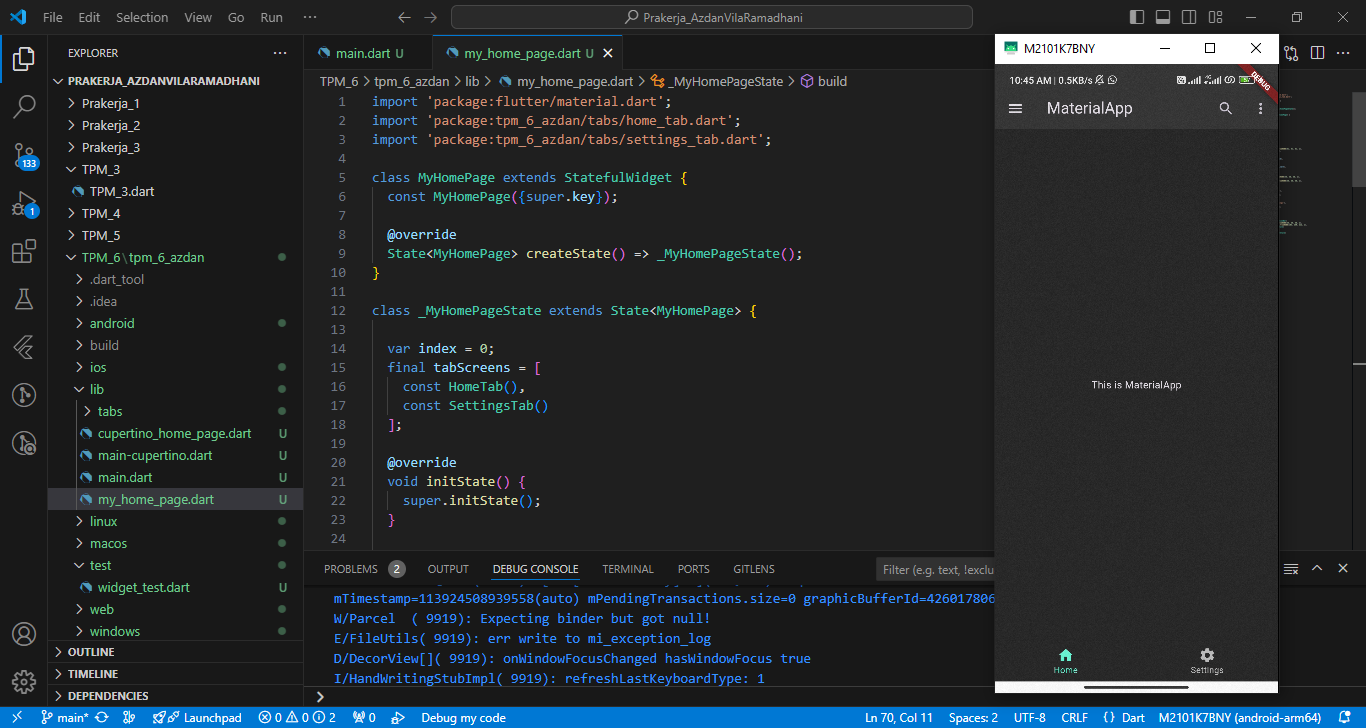 File Edit Selection View Go Run ··· Prakerja_AzdanVilaRamadhani
EXPLORER ···
PRAKERJA_AZDANVILARAMADHANI
Prakerja_1
Prakerja_2
Prakerja_3
TPM_3
TPM_3.dart
TPM_4
TPM_5
TPM_6\tpm_6_azdan
.dart_tool
.idea
android
build
ios
lib
tabs
cupertino_home_page.dart U
main-cupertino.dart U
main.dart U
my_home_page.dart U
linux
macos
test
widget_test.dart U
web
windows
OUTLINE
TIMELINE
DEPENDENCIES
133
1
main.dart U my_home_page.dart U
TPM_6 > tpm_6_azdan > lib > my_home_page.dart > _MyHomePageState > build
1 import 'package:flutter/material.dart';
2 import 'package:tpm_6_azdan/tabs/home_tab.dart';
3 import 'package:tpm_6_azdan/tabs/settings_tab.dart';
4
5 class MyHomePage extends StatefulWidget {
6 const MyHomePage({super.key});
7
8 @override
9 State<MyHomePage> createState() => _MyHomePageState();
10 }
11
12 class _MyHomePageState extends State<MyHomePage> {
13
14 var index = 0;
15 final tabScreens = [
16 const HomeTab(),
17 const SettingsTab()
18 ];
19
20 @override
21 void initState() {
22 super.initState();
23 }
24
PROBLEMS 2 OUTPUT DEBUG CONSOLE TERMINAL PORTS GITLENS Filter (e.g. text, !exclu
mTimestamp=113924508939558(auto) mPendingTransactions.size=0 graphicBufferId=426017806
W/Parcel ( 9919): Expecting binder but got null!
E/FileUtils( 9919): err write to mi_exception_log
D/DecorView[]( 9919): onWindowFocusChanged hasWindowFocus true
I/HandWritingStubImpl( 9919): refreshLastKeyboardType: 1
>
M2101K7BNY
10:45 AM | 0.5KB/s
DEBUG
MaterialApp
This is MaterialApp
Home Settings
main* Launchpad 0 0 2 0 Debug my code Ln 70, Col 11 Spaces: 2 UTF-8 CRLF {} Dart M2101K7BNY (android-arm64)